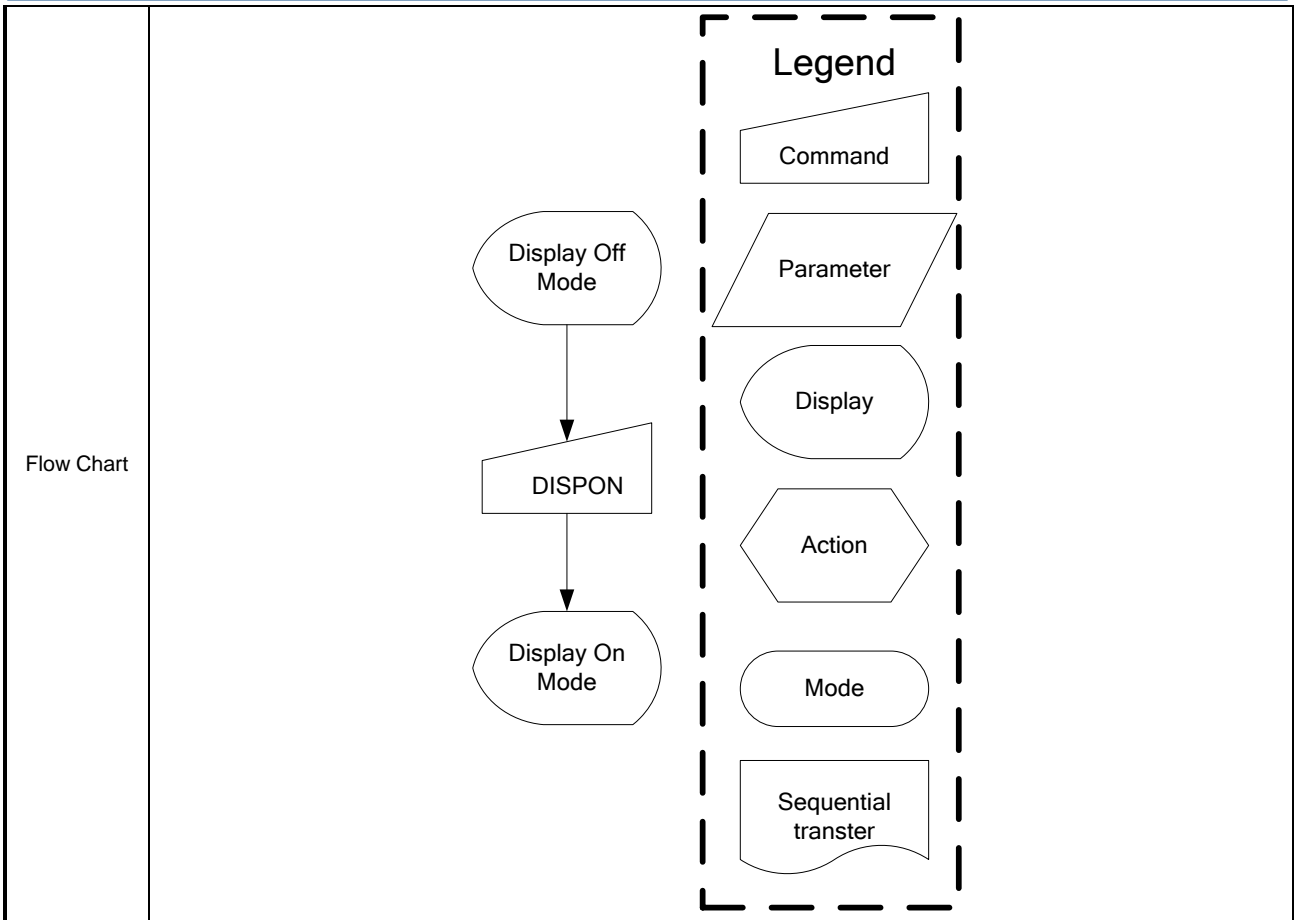 Flow Chart
Display Off
Mode
DISPON
Display On
Mode
Legend
Command
Parameter
Display
Action
Mode
Sequential
transter